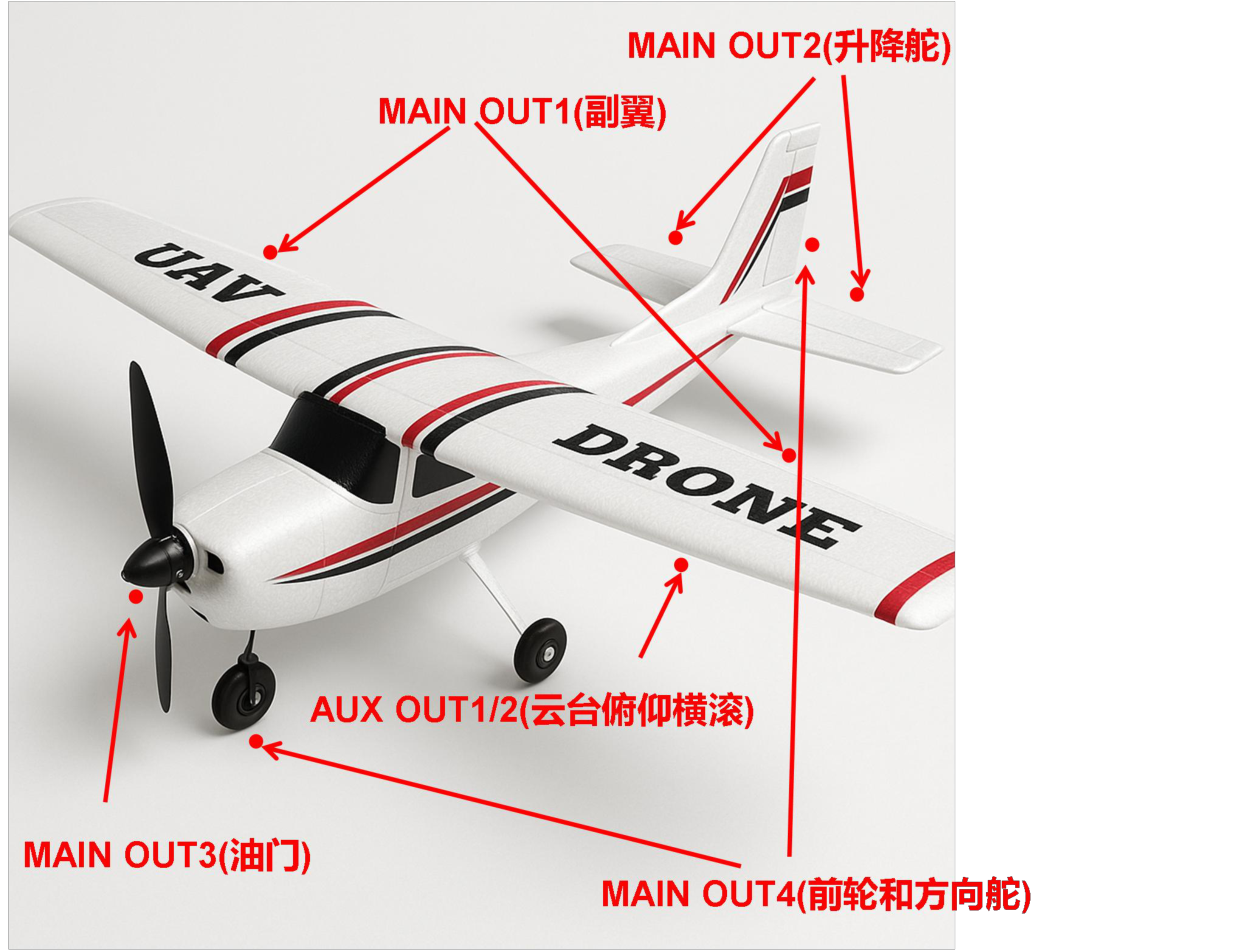 MAIN OUT2(升降舵)
MAIN OUT1(副翼)
UAV
DRONE
AUX OUT1/2(云台俯仰横滚)
MAIN OUT3(油门)
MAIN OUT4(前轮和方向舵)